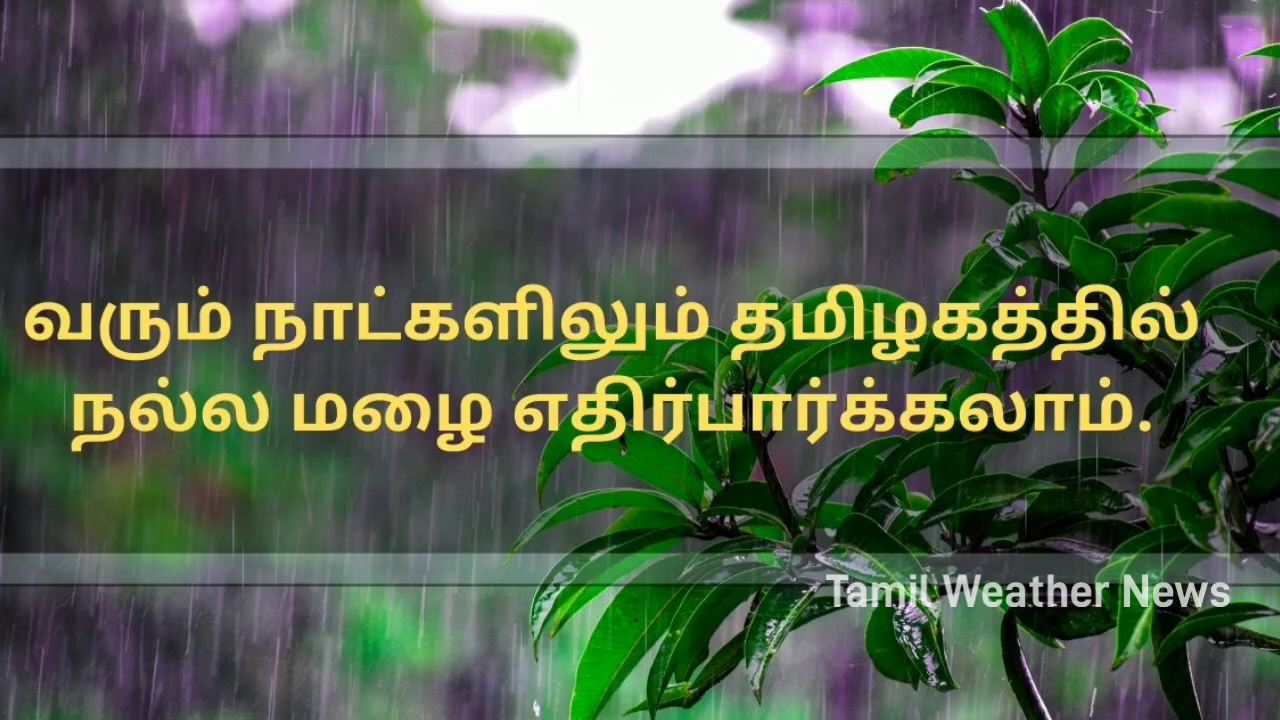 வரும் நாட்களிலும் தமிழகத்தில்
நல்ல மழை எதிர்பார்க்கலாம்.
Tamil Weather News